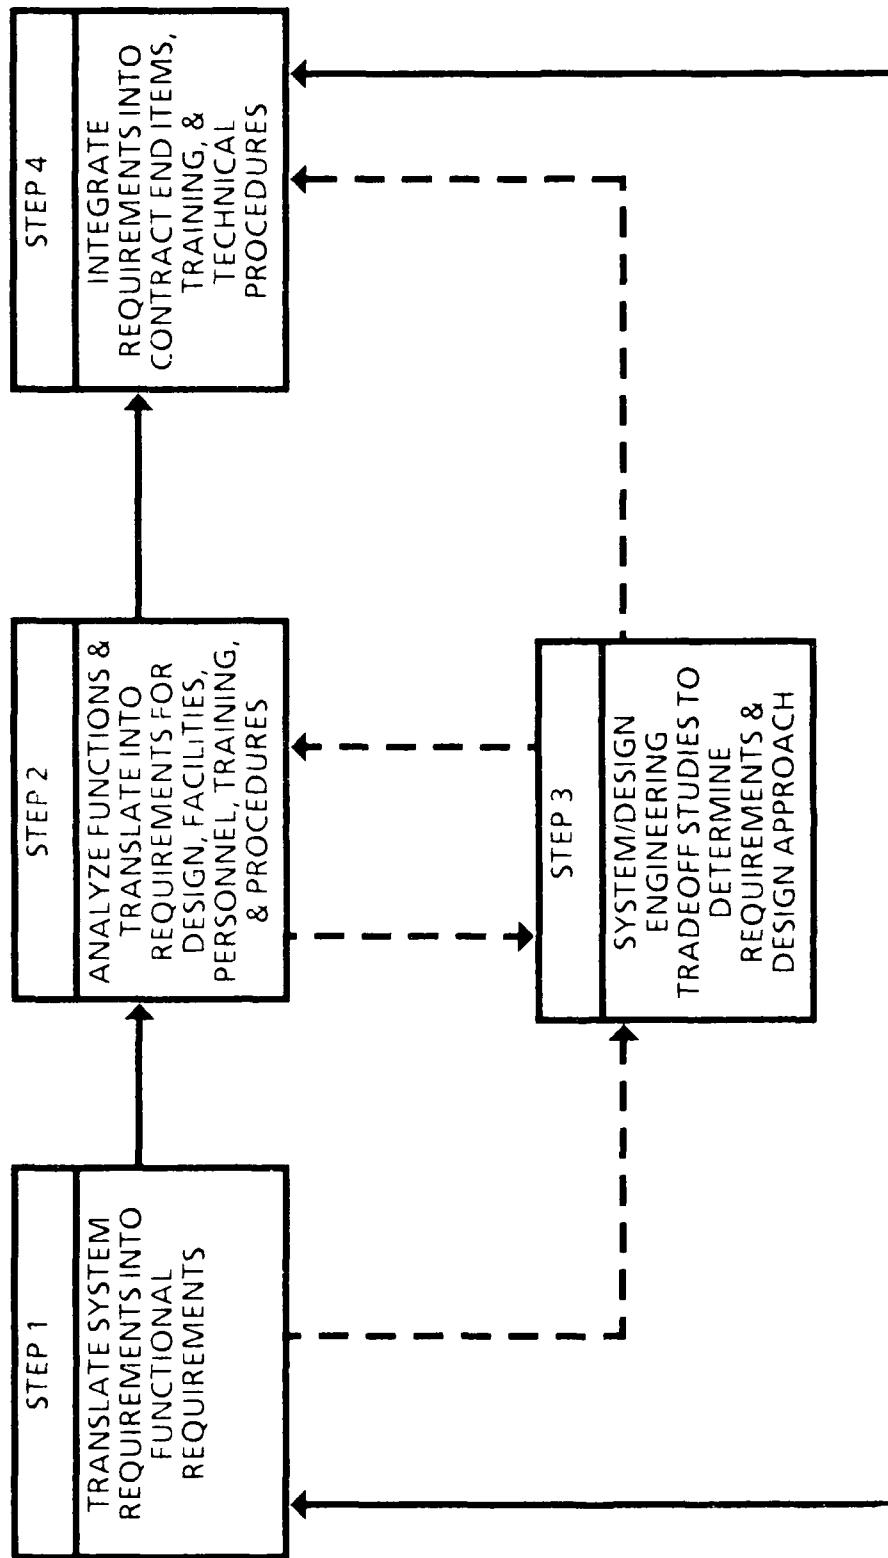 STEP 1
TRANSLATE SYSTEM
REQUIREMENTS INTO
FUNCTIONAL
REQUIREMENTS
STEP 2
ANALYZE FUNCTIONS &
TRANSLATE INTO
REQUIREMENTS FOR
DESIGN, FACILITIES,
PERSONNEL, TRAINING,
& PROCEDURES
STEP 3
SYSTEM/DESIGN
ENGINEERING
TRADEOFF STUDIES TO
DETERMINE
REQUIREMENTS &
DESIGN APPROACH
STEP 4
INTEGRATE
REQUIREMENTS INTO
CONTRACT END ITEMS,
TRAINING, &
TECHNICAL
PROCEDURES